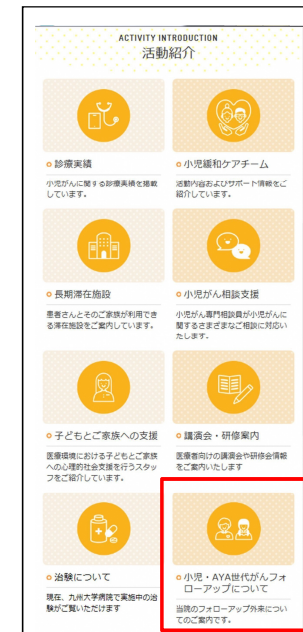 ACTIVITY INTRODUCTION
活動紹介
診療実績
小児がんに関する診療実績を掲載
しています。
小児緩和ケアチーム
活動内容およびサポート情報をご
紹介しています。
長期滞在施設
患者さんとそのご家族が利用でき
る滞在施設をご案内しています。
小児がん相談支援
小児がん専門相談員が小児がんに
関するさまざまなご相談に対応い
たします。
子どもとご家族への支援
医療環境における子どもとご家族
への心理的社会支援を行うスタッ
フをご紹介しています。
講演会・研修案内
医療者向けの講演会や研修会情報
をご案内いたします
治験について
現在、九州大学病院で実施中の治
験がご覧いただけます
小児・AYA世代がんフォ
ローアップについて
当院のフォローアップ外来につい
てのご案内です。